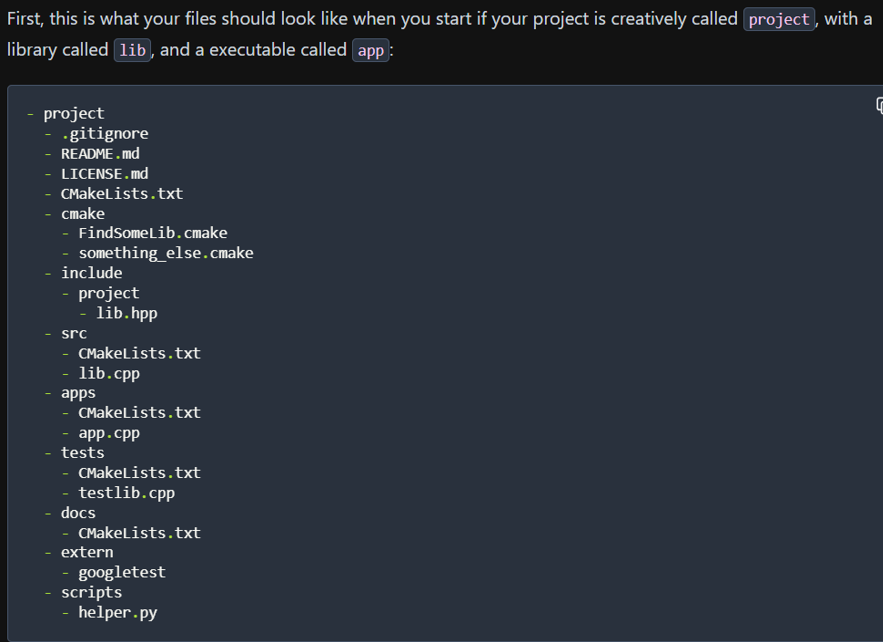 First, this is what your files should look like when you start if your project is creatively called project, with a
library called lib, and a executable called app:
- project
  - .gitignore
  - README.md
  - LICENSE.md
  - CMakeLists.txt
  - cmake
    - FindSomeLib.cmake
    - something_else.cmake
  - include
    - project
      - lib.hpp
  - src
    - CMakeLists.txt
    - lib.cpp
  - apps
    - CMakeLists.txt
    - app.cpp
  - tests
    - CMakeLists.txt
    - testlib.cpp
  - docs
    - CMakeLists.txt
  - extern
    - googletest
  - scripts
    - helper.py